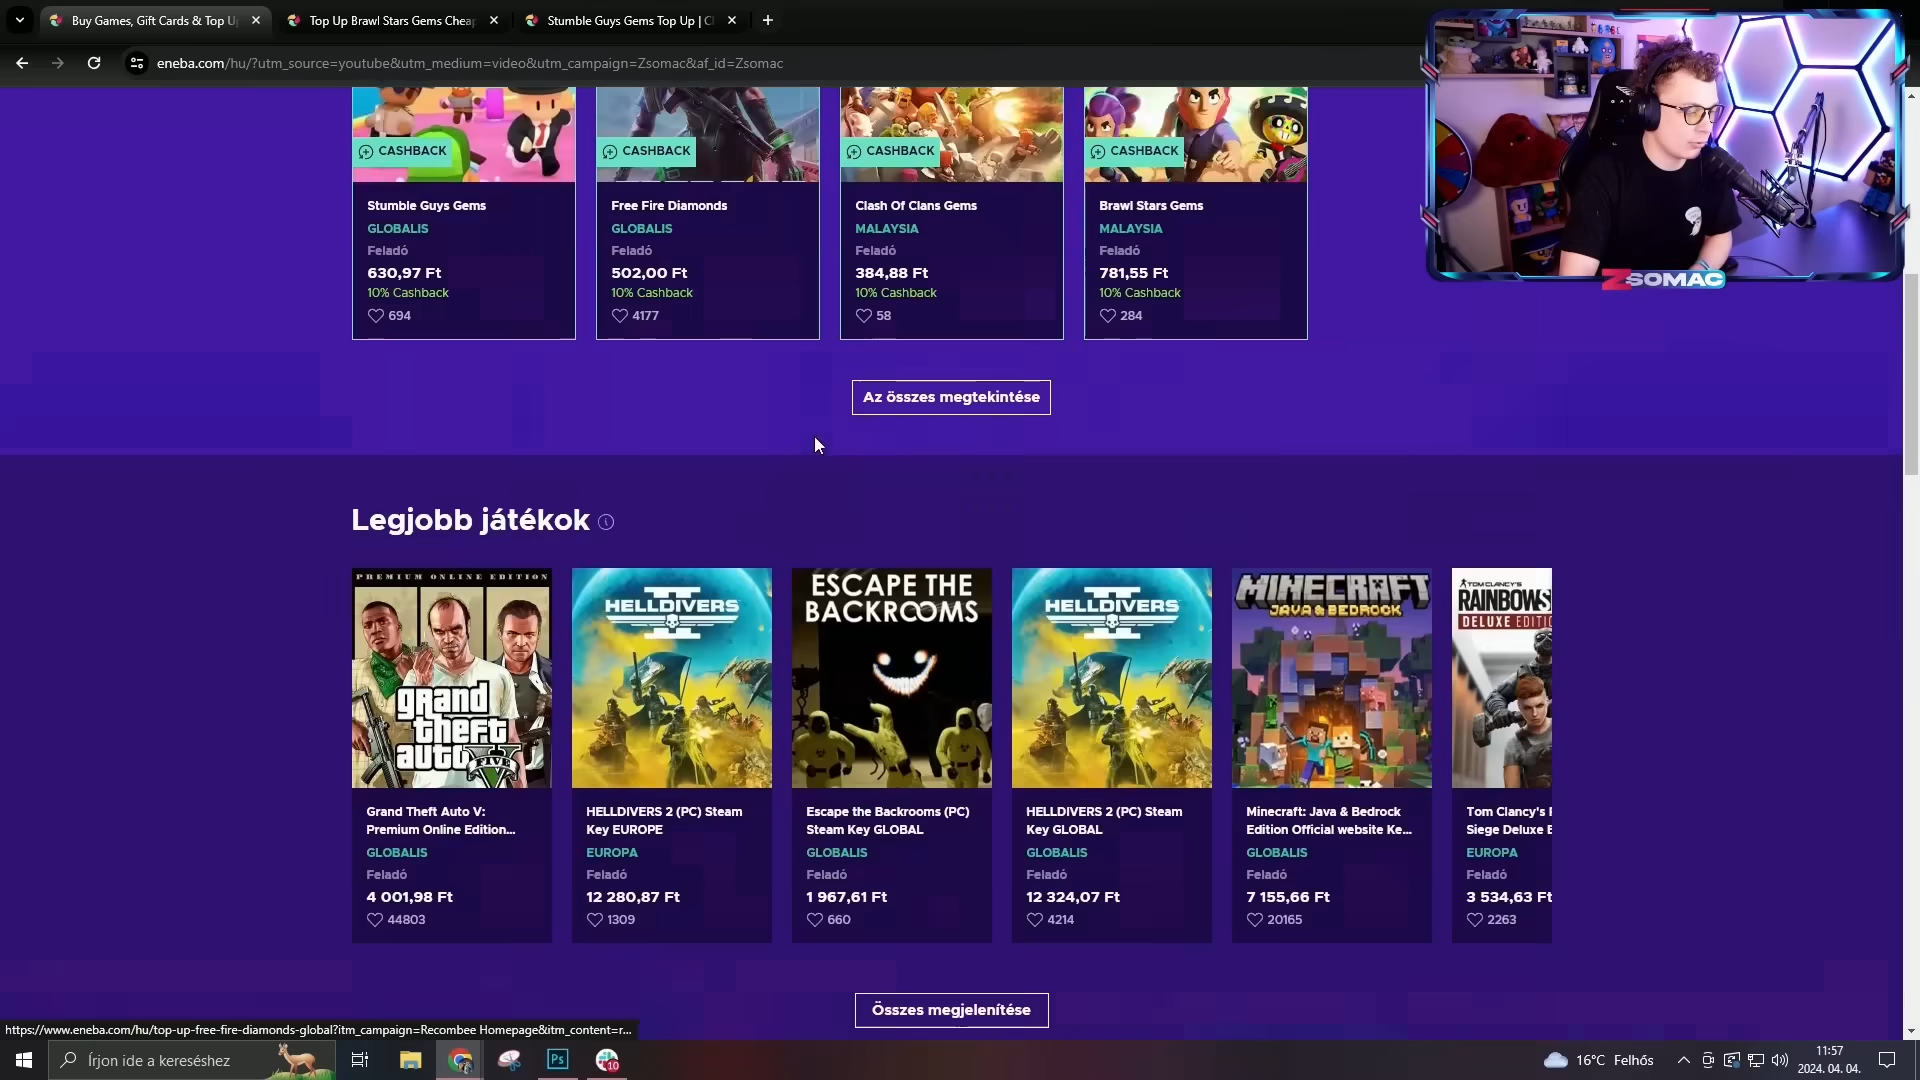 Buy Games, Gift Cards & Top U
Top Up Brawl Stars Gems Cheap
Stumble Guys Gems Top Up | C
eneba.com/hu/?utm_source=youtube&utm_medium=video&utm_campaign=Zsomac&af_id=Zsomac
CASHBACK
CASHBACK
CASHBACK
CASHBACK
Stumble Guys Gems
GLOBALIS
Feladó
630,97 Ft
10% Cashback
694
Free Fire Diamonds
GLOBALIS
Feladó
502,00 Ft
10% Cashback
4177
Clash Of Clans Gems
MALAYSIA
Feladó
384,88 Ft
10% Cashback
58
Brawl Stars Gems
MALAYSIA
Feladó
781,55 Ft
10% Cashback
284
ZSOMAC
Az összes megtekintése
Legjobb játékok
PREMIUM ONLINE EDITION
grand
theft
auto V
FIVE
HELLDIVERS
II
ESCAPE THE
BACKROOMS
HELLDIVERS
II
MINECRAFT
JAVA & BEDROCK
TOM CLANCY'S
RAINBOWS
DELUXE EDITIO
Grand Theft Auto V:
Premium Online Edition...
GLOBALIS
Feladó
4 001,98 Ft
44803
HELLDIVERS 2 (PC) Steam
Key EUROPE
EUROPA
Feladó
12 280,87 Ft
1309
Escape the Backrooms (PC)
Steam Key GLOBAL
GLOBALIS
Feladó
1 967,61 Ft
660
HELLDIVERS 2 (PC) Steam
Key GLOBAL
GLOBALIS
Feladó
12 324,07 Ft
4214
Minecraft: Java & Bedrock
Edition Official website Ke...
GLOBALIS
Feladó
7 155,66 Ft
20165
Tom Clancy's
Siege Deluxe E
EUROPA
Feladó
3 534,63 Ft
2263
Összes megjelenítése
https://www.eneba.com/hu/top-up-free-fire-diamonds-global?itm_campaign=Recombee Homepage&itm_content=r...
Írjon ide a kereséshez
Ps
10
16°C Felhős
11:57
2024. 04. 04.